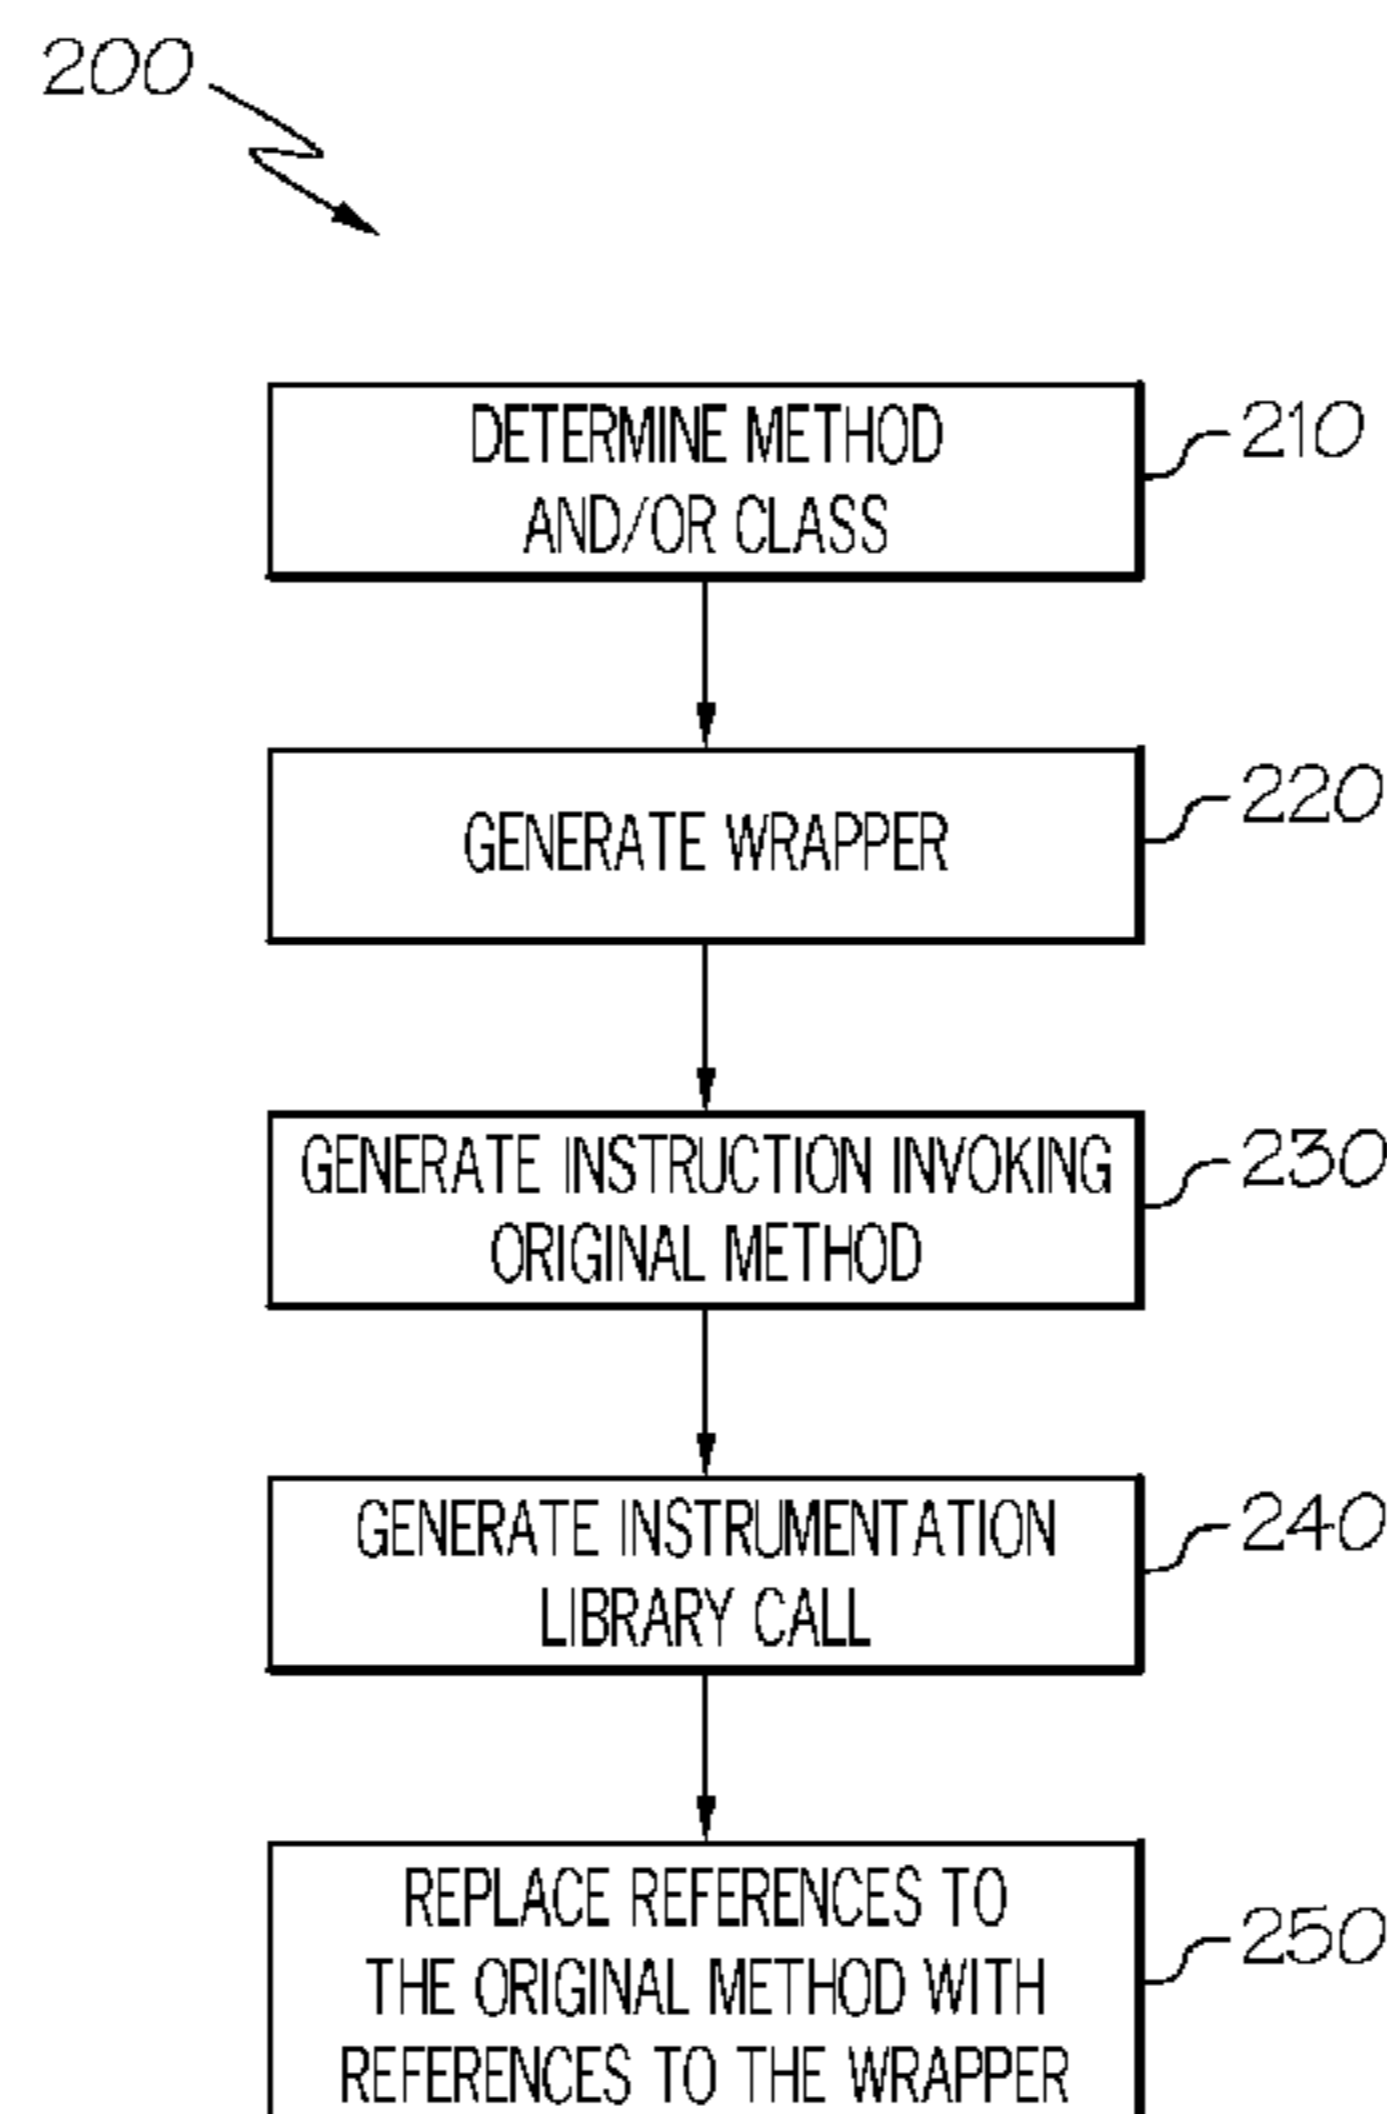 200
DETERMINE METHOD
AND/OR CLASS
210
GENERATE WRAPPER
220
GENERATE INSTRUCTION INVOKING
ORIGINAL METHOD
230
GENERATE INSTRUMENTATION
LIBRARY CALL
240
REPLACE REFERENCES TO
THE ORIGINAL METHOD WITH
REFERENCES TO THE WRAPPER
250